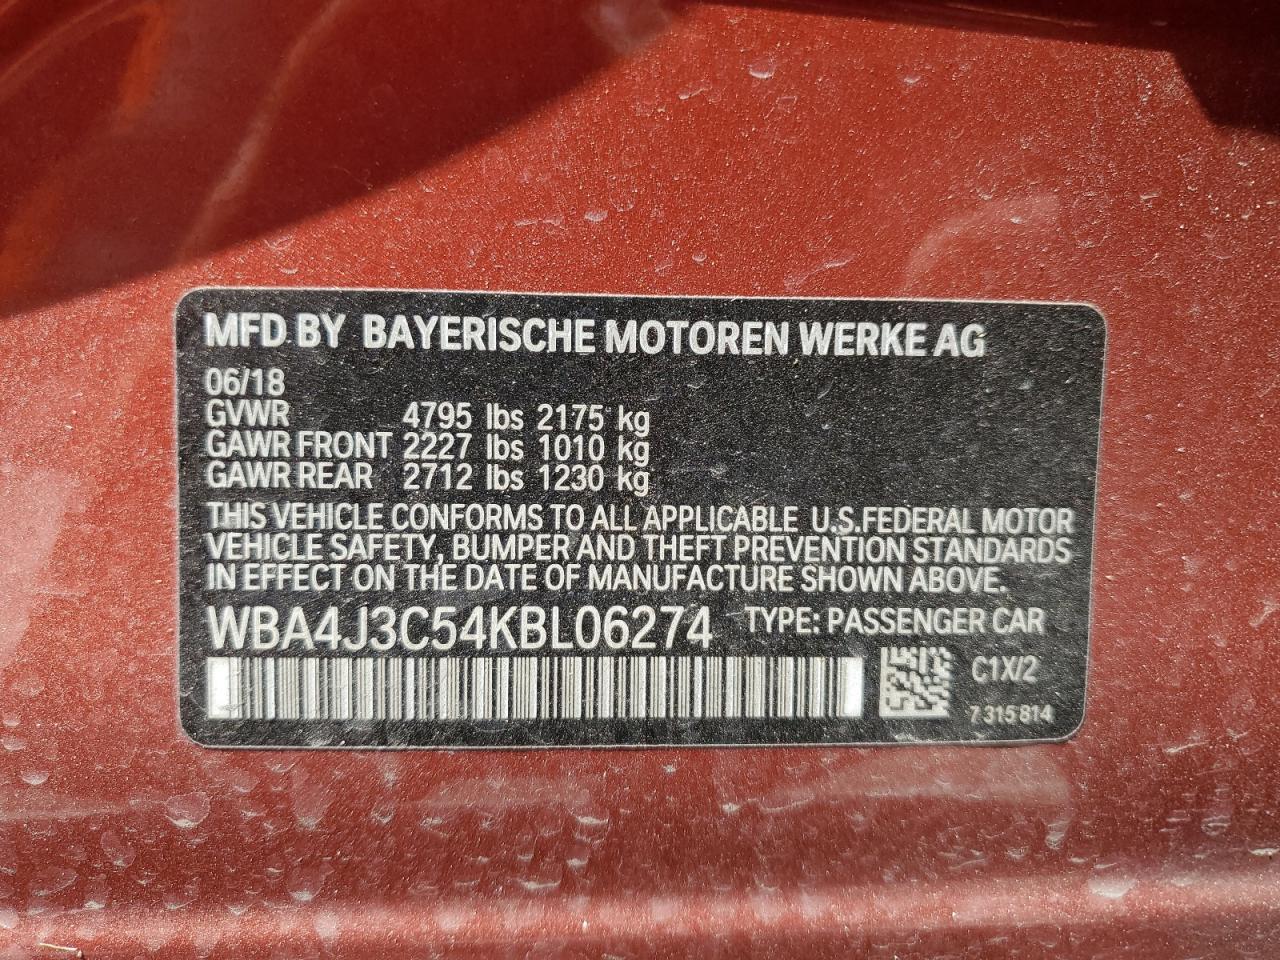 MFD BY BAYERISCHE MOTOREN WERKE AG
06/18
GVWR 4795 lbs 2175 kg
GAWR FRONT 2227 lbs 1010 kg
GAWR REAR 2712 lbs 1230 kg
THIS VEHICLE CONFORMS TO ALL APPLICABLE U.S.FEDERAL MOTOR
VEHICLE SAFETY, BUMPER AND THEFT PREVENTION STANDARDS
IN EFFECT ON THE DATE OF MANUFACTURE SHOWN ABOVE.
WBA4J3C54KBL06274 TYPE: PASSENGER CAR
C1X/2
7 315 814